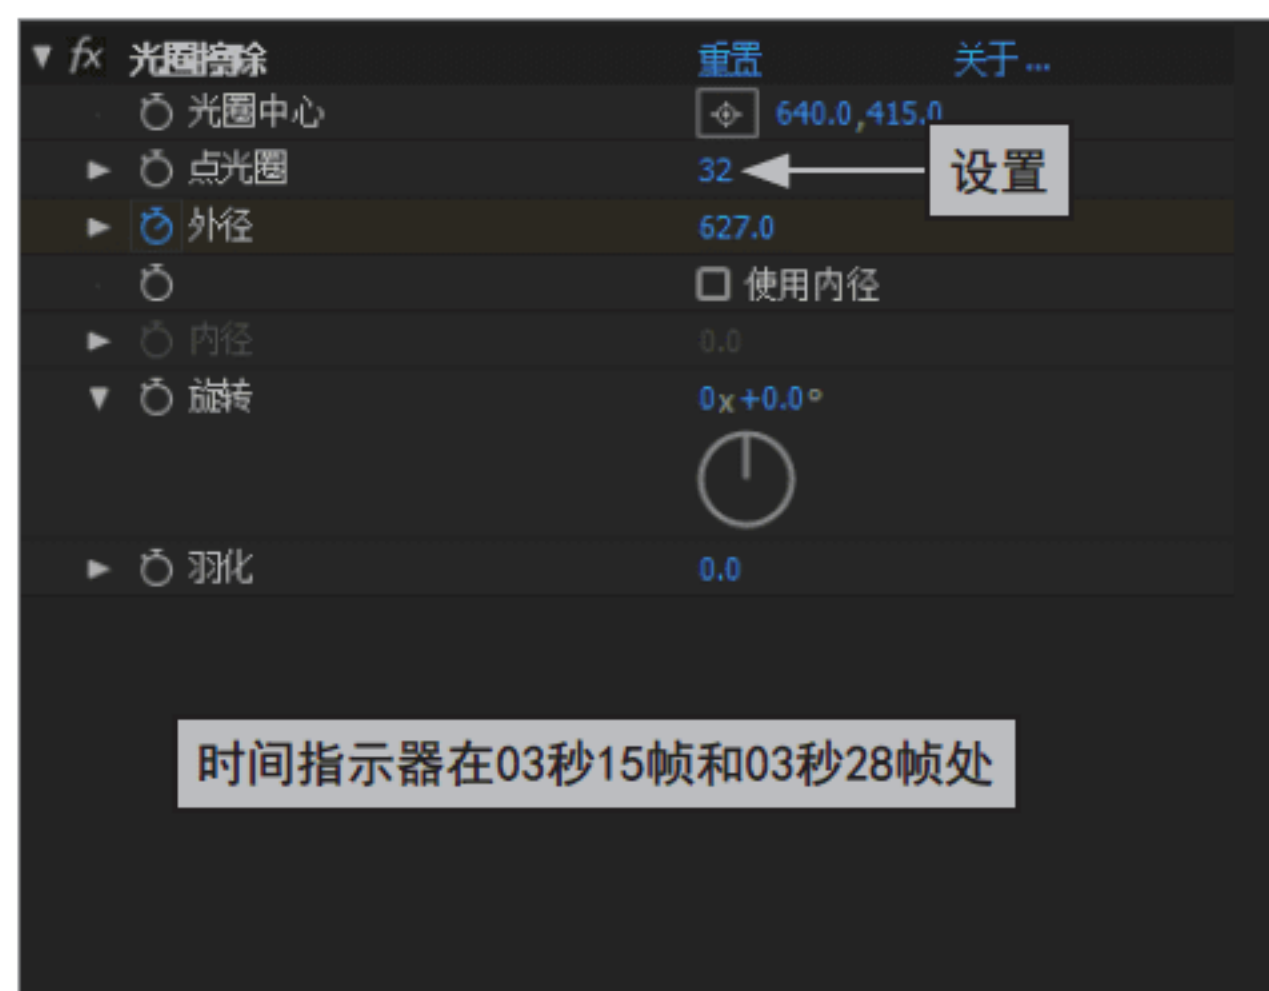 fx 光圈擦除 重置 关于...
光圈中心 640.0,415.0
点光圈 32 设置
外径 627.0
使用内径
内径 0.0
旋转 0x+0.0°
羽化 0.0
时间指示器在03秒15帧和03秒28帧处